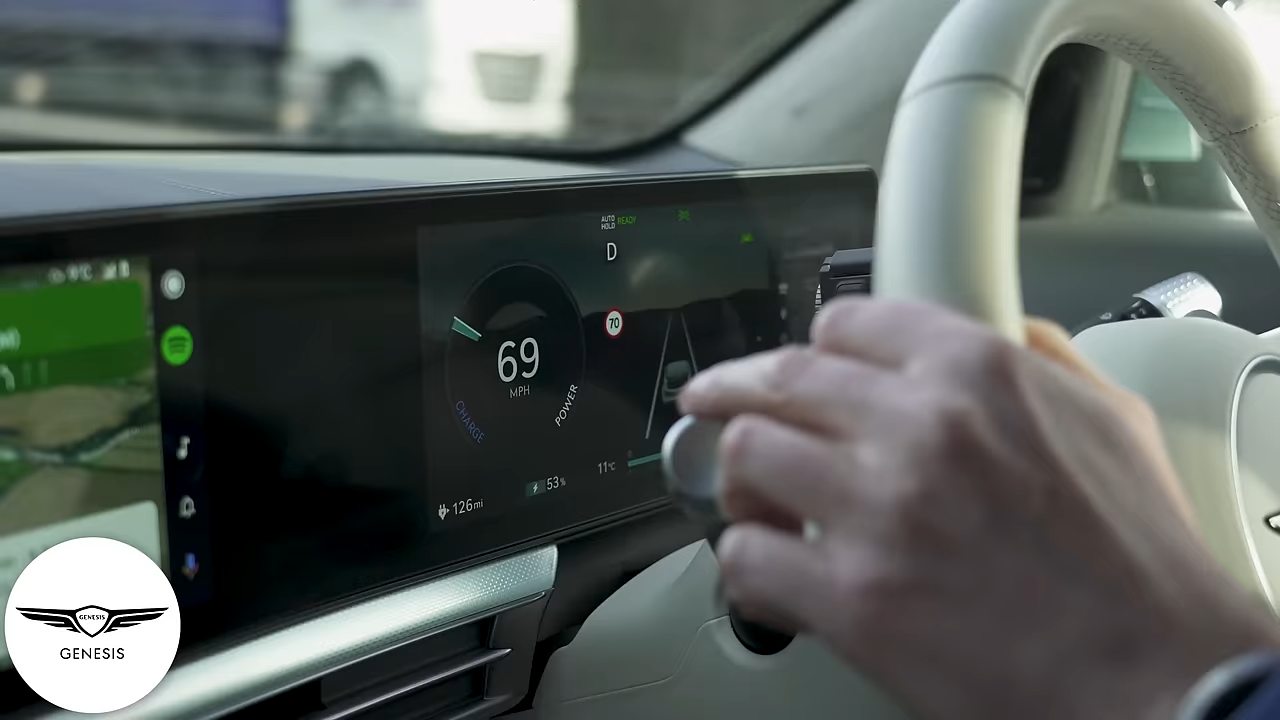 AUTO
HOLD
READY
D
70
69
MPH
CHARGE
POWER
11°C
53%
126mi
GENESIS
GENESIS